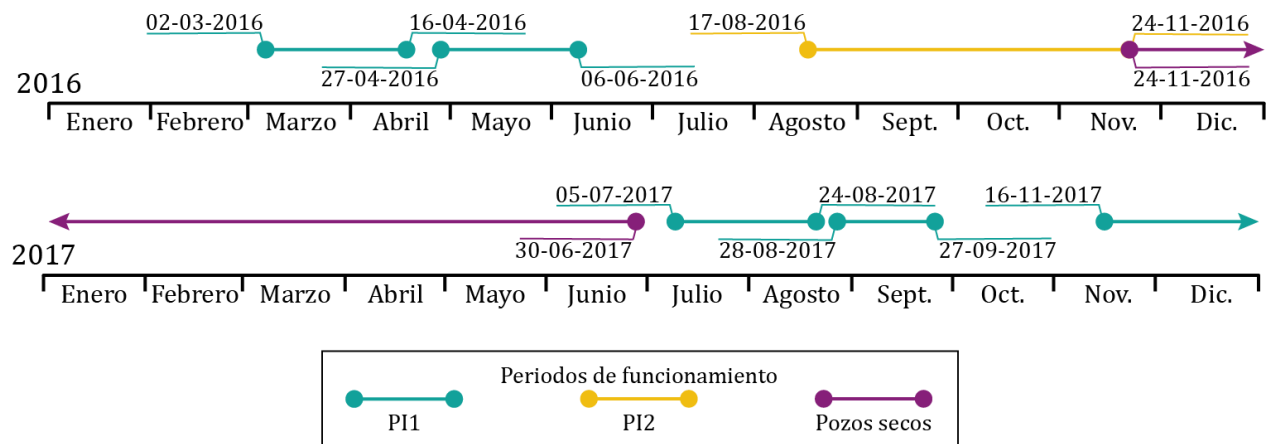 02-03-2016 16-04-2016 17-08-2016 24-11-2016
27-04-2016 06-06-2016 24-11-2016
2016
Enero Febrero Marzo Abril Mayo Junio Julio Agosto Sept. Oct. Nov. Dic.
05-07-2017 24-08-2017 16-11-2017
30-06-2017 28-08-2017 27-09-2017
2017
Enero Febrero Marzo Abril Mayo Junio Julio Agosto Sept. Oct. Nov. Dic.
Periodos de funcionamiento
PI1 PI2 Pozos secos